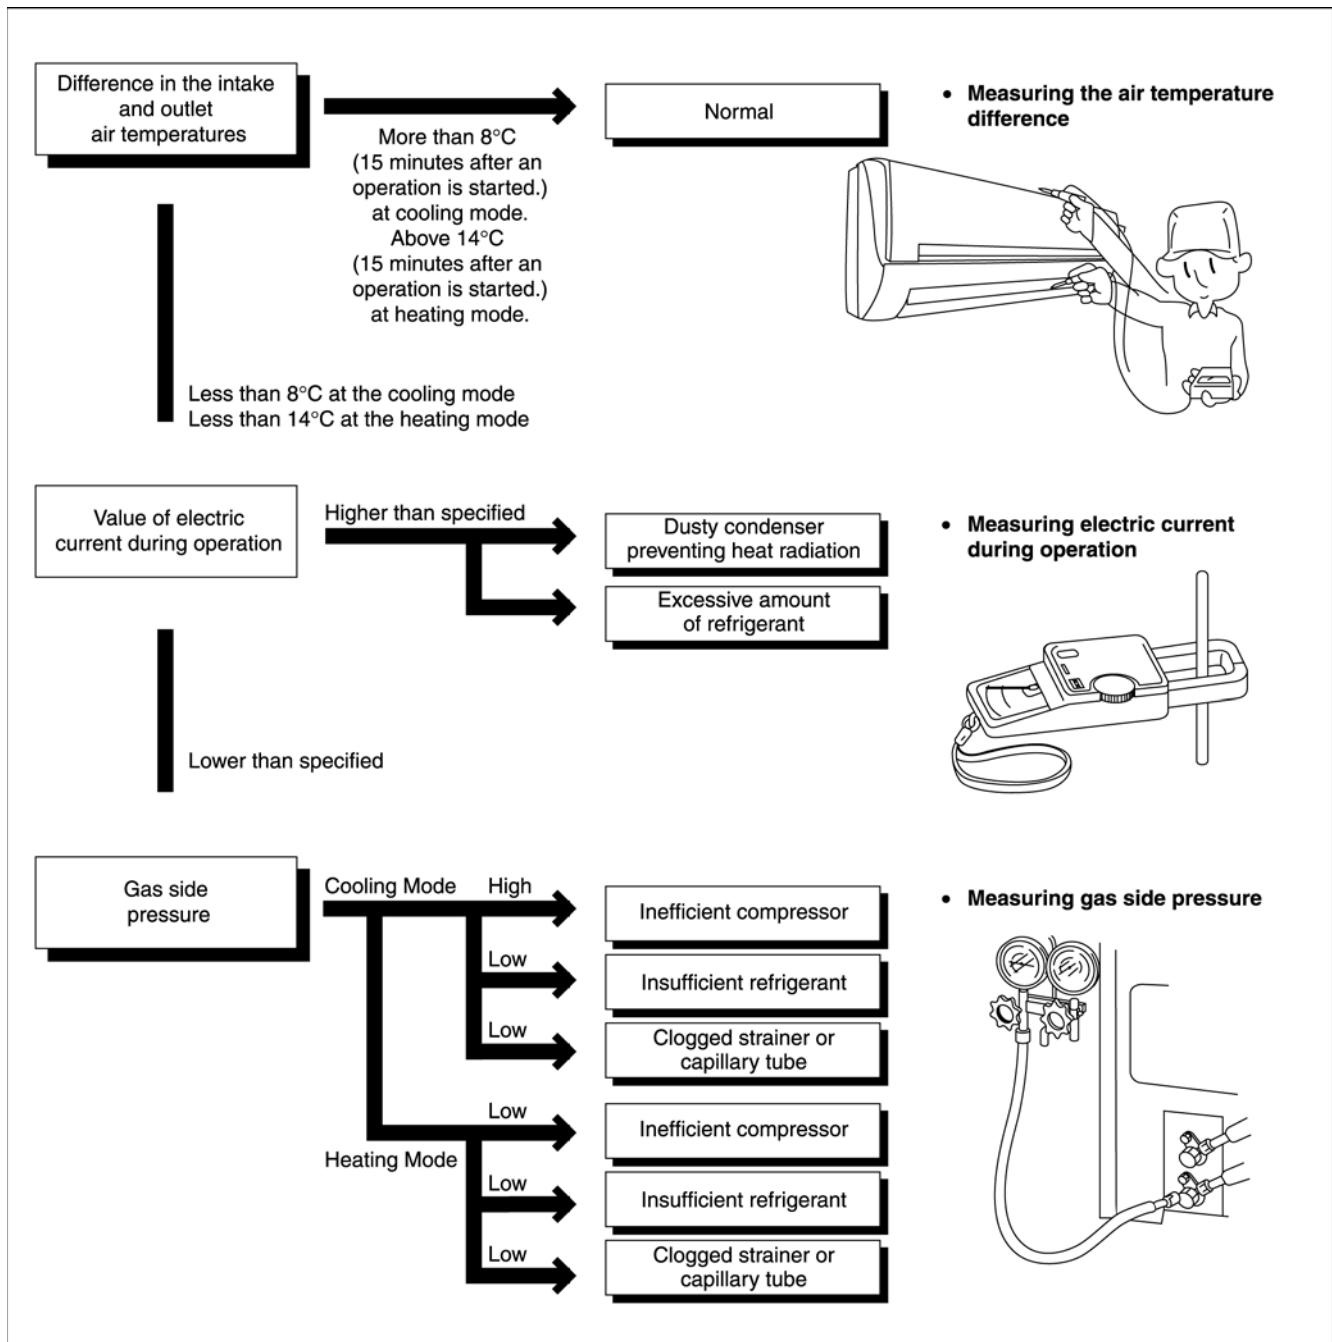 Difference in the intake
and outlet
air temperatures
More than 8°C
(15 minutes after an
operation is started.)
at cooling mode.
Above 14°C
(15 minutes after an
operation is started.)
at heating mode.
Normal
• Measuring the air temperature
difference
Less than 8°C at the cooling mode
Less than 14°C at the heating mode
Value of electric
current during operation
Higher than specified
Dusty condenser
preventing heat radiation
Excessive amount
of refrigerant
• Measuring electric current
during operation
Lower than specified
Gas side
pressure
Cooling Mode
High
Inefficient compressor
Low
Insufficient refrigerant
Low
Clogged strainer or
capillary tube
Heating Mode
Low
Inefficient compressor
Low
Insufficient refrigerant
Low
Clogged strainer or
capillary tube
• Measuring gas side pressure